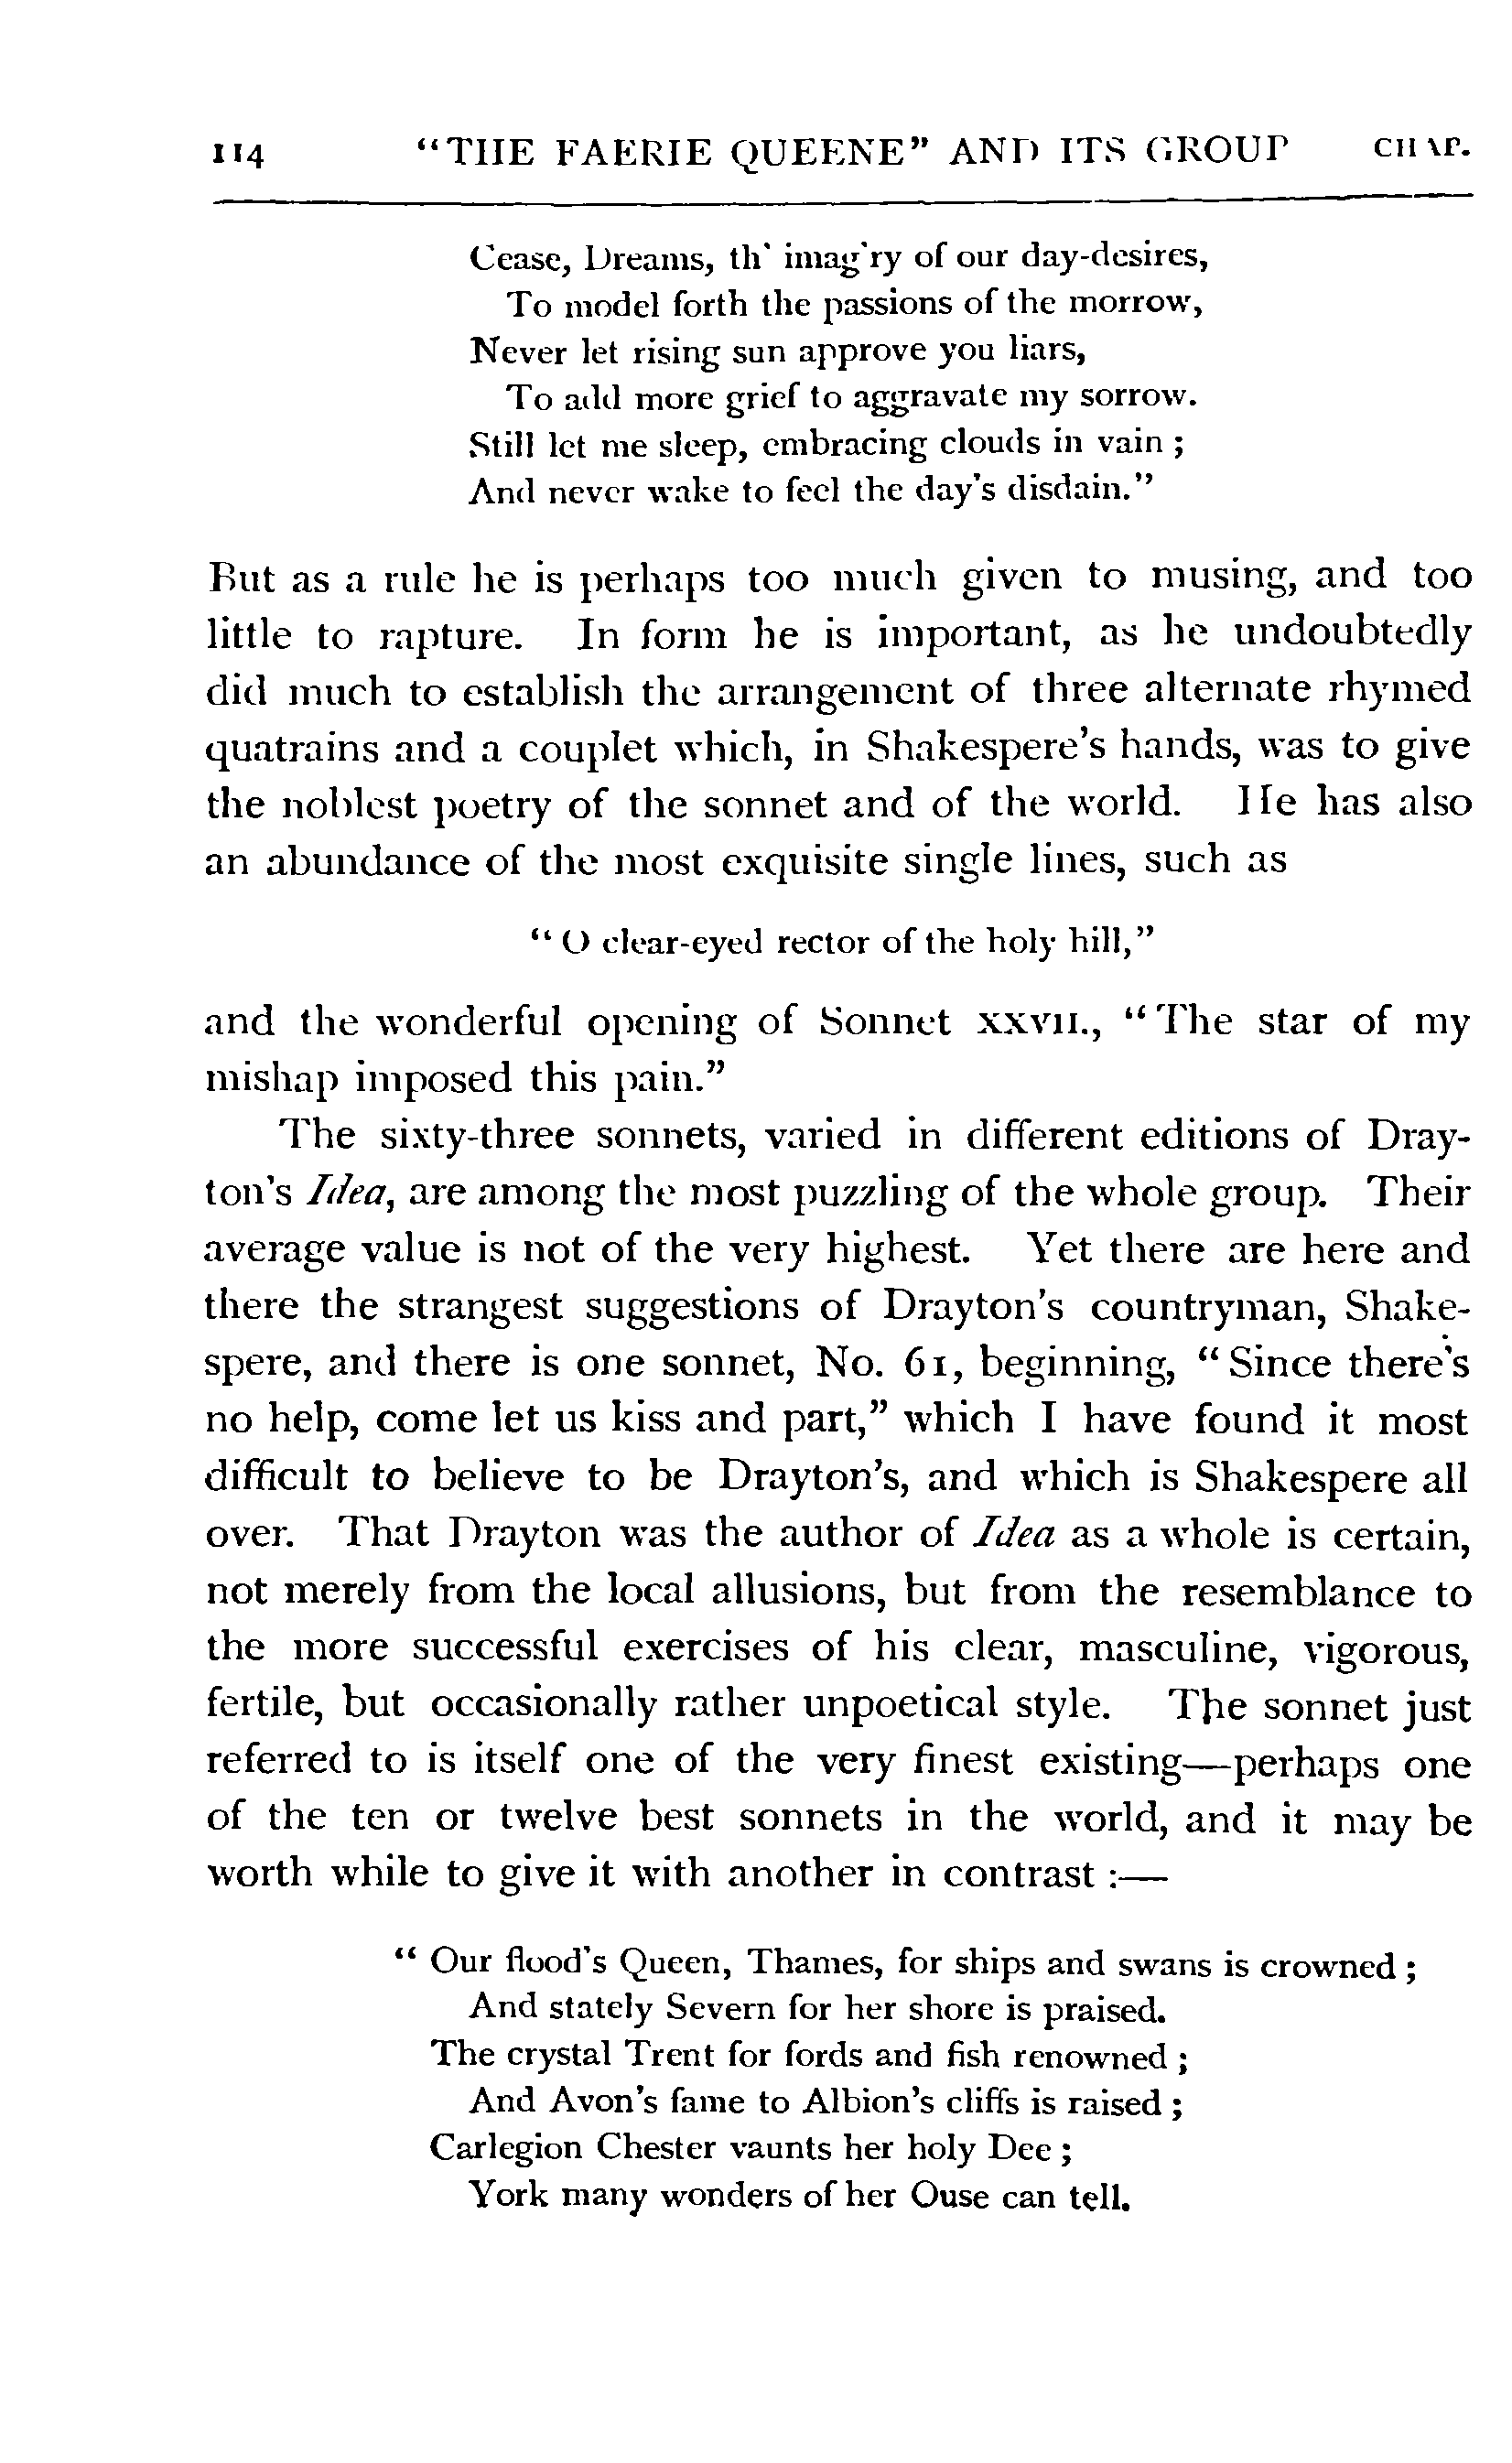 114 "THE FAERIE QUEENE" AND ITS GROUP CHAP.
Cease, Dreams, th' imag'ry of our day-desires,
To model forth the passions of the morrow,
Never let rising sun approve you liars,
To add more grief to aggravate my sorrow.
Still let me sleep, embracing clouds in vain ;
And never wake to feel the day's disdain."
But as a rule he is perhaps too much given to musing, and too
little to rapture. In form he is important, as he undoubtedly
did much to establish the arrangement of three alternate rhymed
quatrains and a couplet which, in Shakespere's hands, was to give
the noblest poetry of the sonnet and of the world. He has also
an abundance of the most exquisite single lines, such as
" O clear-eyed rector of the holy hill,"
and the wonderful opening of Sonnet XXVII., " The star of my
mishap imposed this pain."
The sixty-three sonnets, varied in different editions of Dray-
ton's Idea, are among the most puzzling of the whole group. Their
average value is not of the very highest. Yet there are here and
there the strangest suggestions of Drayton's countryman, Shake-
spere, and there is one sonnet, No. 61, beginning, " Since there's
no help, come let us kiss and part," which I have found it most
difficult to believe to be Drayton's, and which is Shakespere all
over. That Drayton was the author of Idea as a whole is certain,
not merely from the local allusions, but from the resemblance to
the more successful exercises of his clear, masculine, vigorous,
fertile, but occasionally rather unpoetical style. The sonnet just
referred to is itself one of the very finest existing—perhaps one
of the ten or twelve best sonnets in the world, and it may be
worth while to give it with another in contrast :—
" Our flood's Queen, Thames, for ships and swans is crowned ;
And stately Severn for her shore is praised.
The crystal Trent for fords and fish renowned ;
And Avon's fame to Albion's cliffs is raised ;
Carlegion Chester vaunts her holy Dee ;
York many wonders of her Ouse can tell.